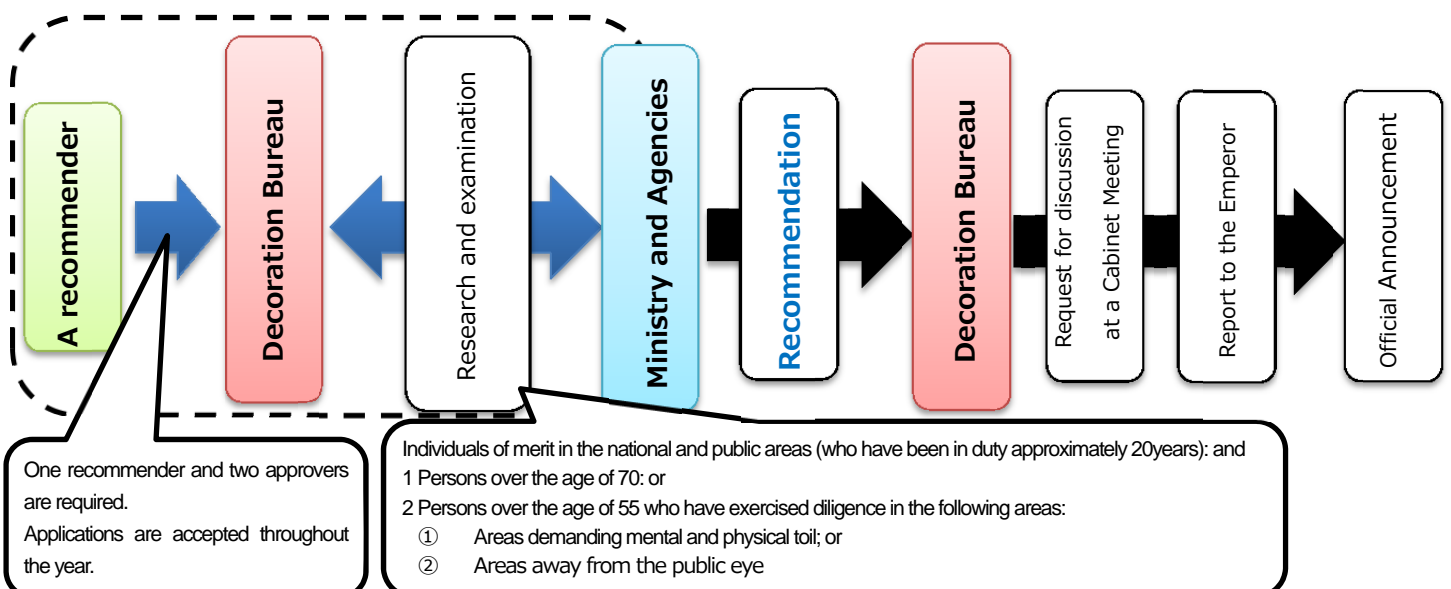 A recommender
Decoration Bureau
Research and examination
Ministry and Agencies
Recommendation
Decoration Bureau
Request for discussion
at a Cabinet Meeting
Report to the Emperor
Official Announcement
One recommender and two approvers
are required.
Applications are accepted throughout
the year.
Individuals of merit in the national and public areas (who have been in duty approximately 20years): and
1 Persons over the age of 70: or
2 Persons over the age of 55 who have exercised diligence in the following areas:
① Areas demanding mental and physical toil; or
② Areas away from the public eye